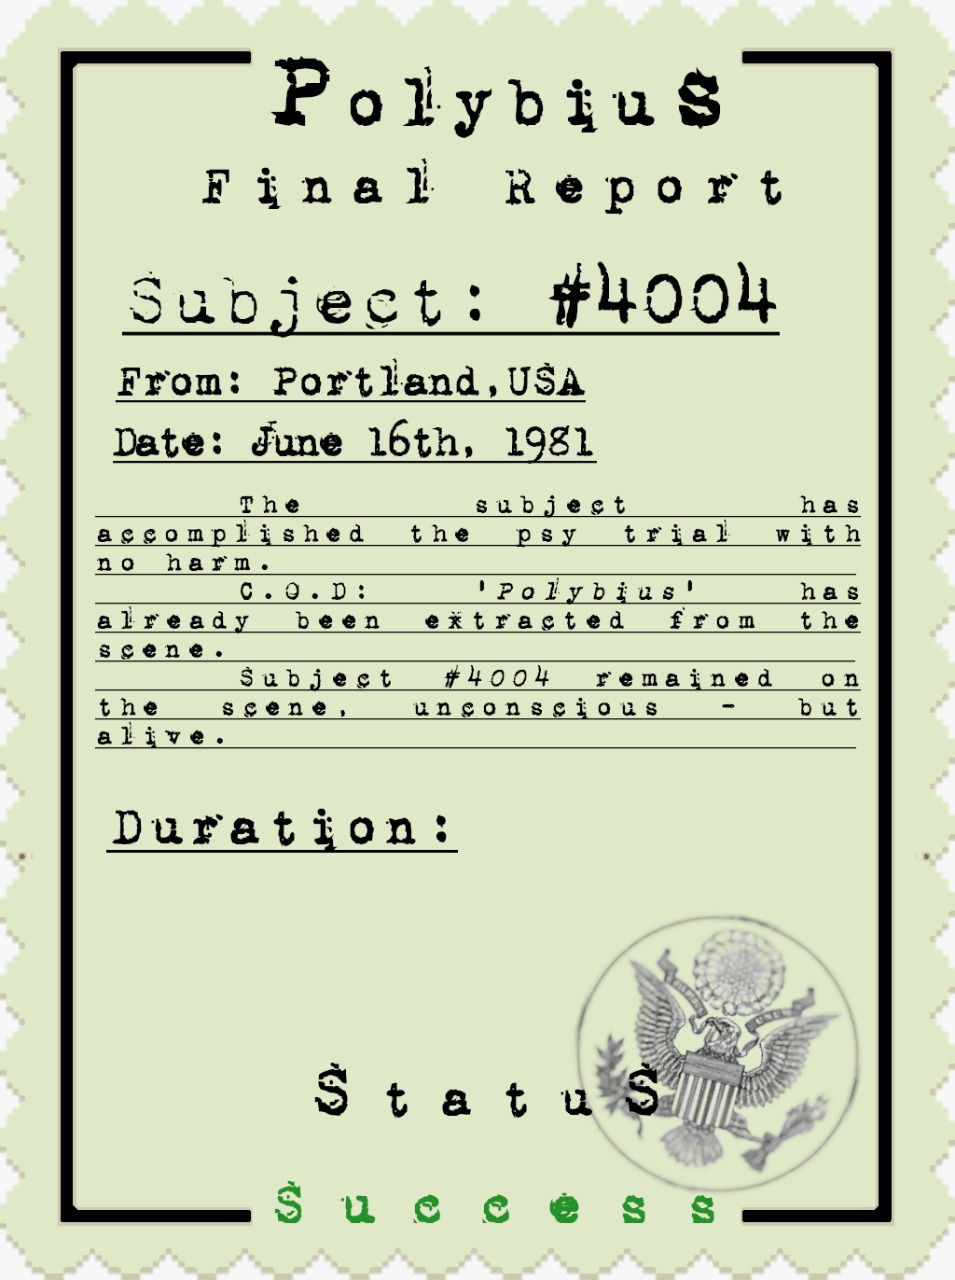 PolybiuS
Final Report
Subject: #4004
From: Portland,USA
Date: June 16th, 1981
The subject has
accomplished the psy trial with
no harm.
C.O.D: 'Polybius' has
already been extracted from the
scene.
Subject #4004 remained on
the scene, unconscious - but
alive.
Duration:
StatuS
Success